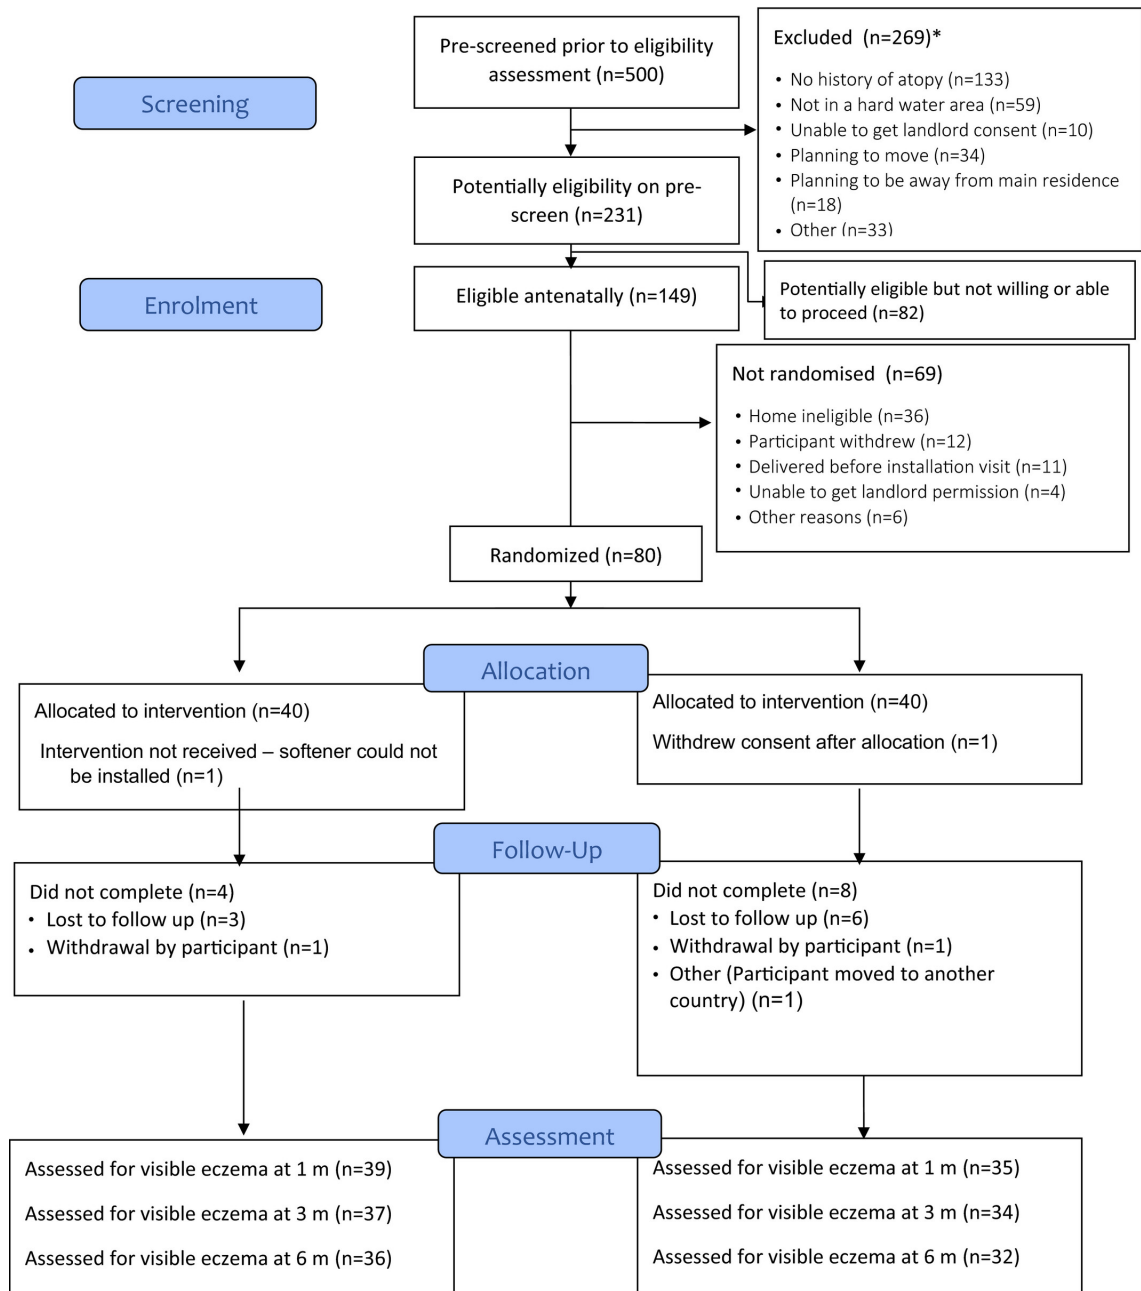 Pre-screened prior to eligibility
assessment (n=500)
Screening
Excluded (n=269)*
• No history of atopy (n=133)
• Not in a hard water area (n=59)
• Unable to get landlord consent (n=10)
• Planning to move (n=34)
• Planning to be away from main residence
(n=18)
• Other (n=33)
Potentially eligibility on pre-
screen (n=231)
Enrolment
Eligible antenatally (n=149)
Potentially eligible but not willing or able
to proceed (n=82)
Not randomised (n=69)
• Home ineligible (n=36)
• Participant withdrew (n=12)
• Delivered before installation visit (n=11)
• Unable to get landlord permission (n=4)
• Other reasons (n=6)
Randomized (n=80)
Allocation
Allocated to intervention (n=40)
Intervention not received – softener could not
be installed (n=1)
Allocated to intervention (n=40)
Withdrew consent after allocation (n=1)
Follow-Up
Did not complete (n=4)
• Lost to follow up (n=3)
• Withdrawal by participant (n=1)
Did not complete (n=8)
• Lost to follow up (n=6)
• Withdrawal by participant (n=1)
• Other (Participant moved to another
country) (n=1)
Assessment
Assessed for visible eczema at 1 m (n=39)
Assessed for visible eczema at 3 m (n=37)
Assessed for visible eczema at 6 m (n=36)
Assessed for visible eczema at 1 m (n=35)
Assessed for visible eczema at 3 m (n=34)
Assessed for visible eczema at 6 m (n=32)